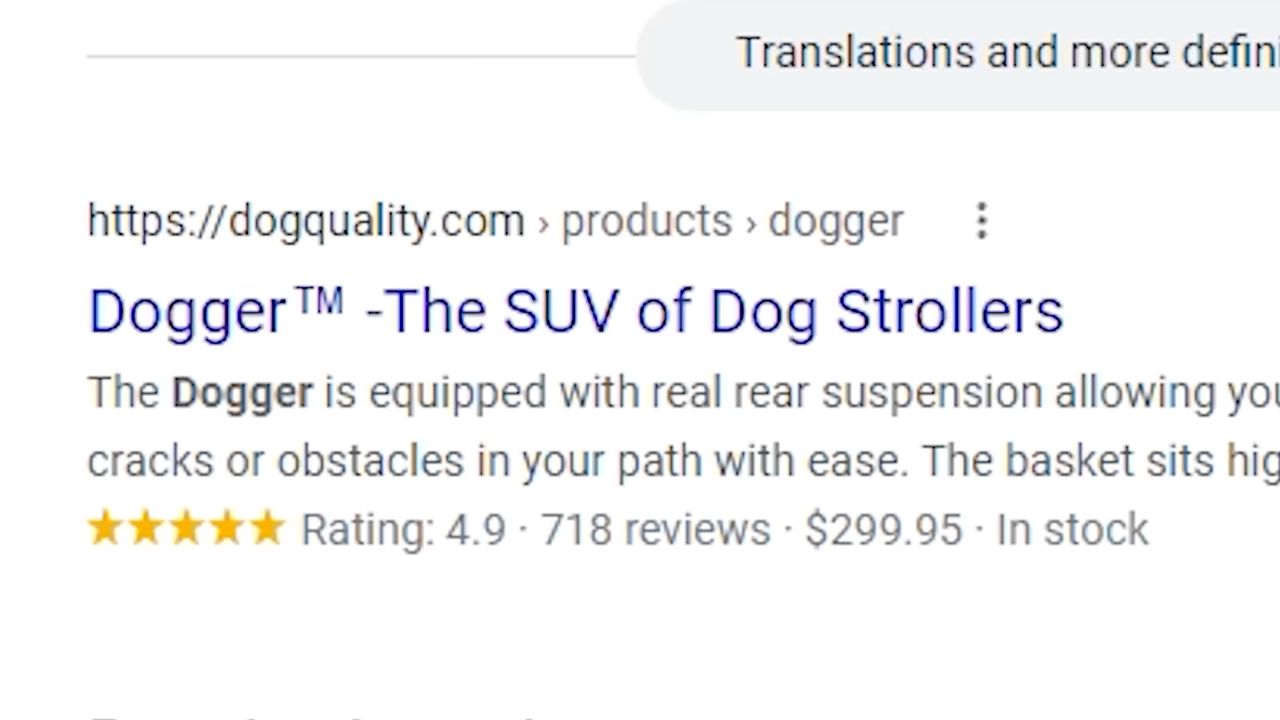 Translations and more defini
https://dogquality.com › products › dogger
Dogger™ -The SUV of Dog Strollers
The Dogger is equipped with real rear suspension allowing you
cracks or obstacles in your path with ease. The basket sits hig
★★★★★ Rating: 4.9 · 718 reviews · $299.95 · In stock